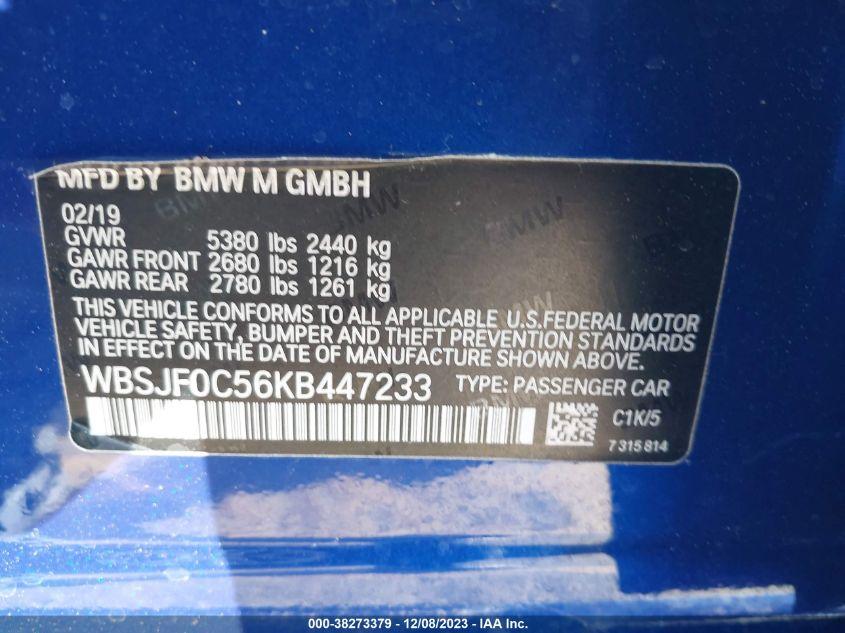 MFD BY BMW M GMBH
02/19
GVWR 5380 lbs 2440 kg
GAWR FRONT 2680 lbs 1216 kg
GAWR REAR 2780 lbs 1261 kg
THIS VEHICLE CONFORMS TO ALL APPLICABLE U.S.FEDERAL MOTOR
VEHICLE SAFETY, BUMPER AND THEFT PREVENTION STANDARDS
IN EFFECT ON THE DATE OF MANUFACTURE SHOWN ABOVE.
WBSJF0C56KB447233 TYPE: PASSENGER CAR
C1K/5
7315814
000-38273379 - 12/08/2023 - IAA Inc.